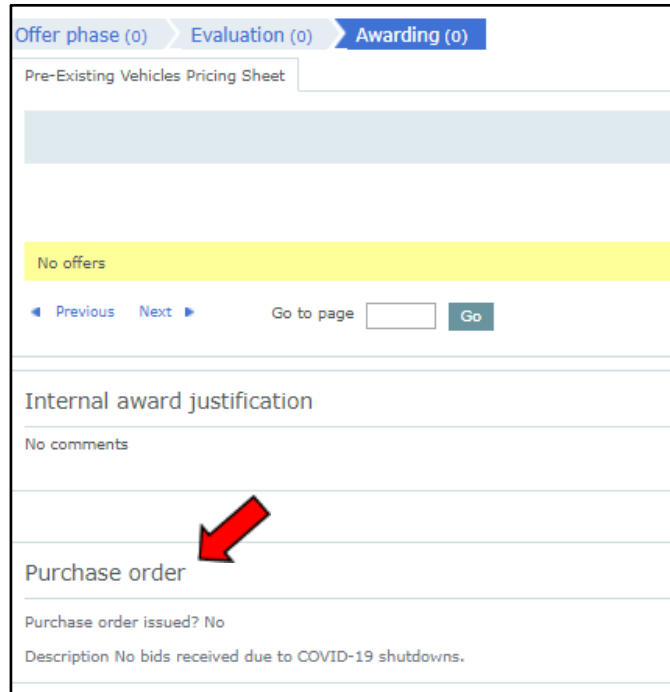 Offer phase (0) Evaluation (0) Awarding (0)
Pre-Existing Vehicles Pricing Sheet
No offers
Previous Next Go to page Go
Internal award justification
No comments
Purchase order
Purchase order issued? No
Description No bids received due to COVID-19 shutdowns.